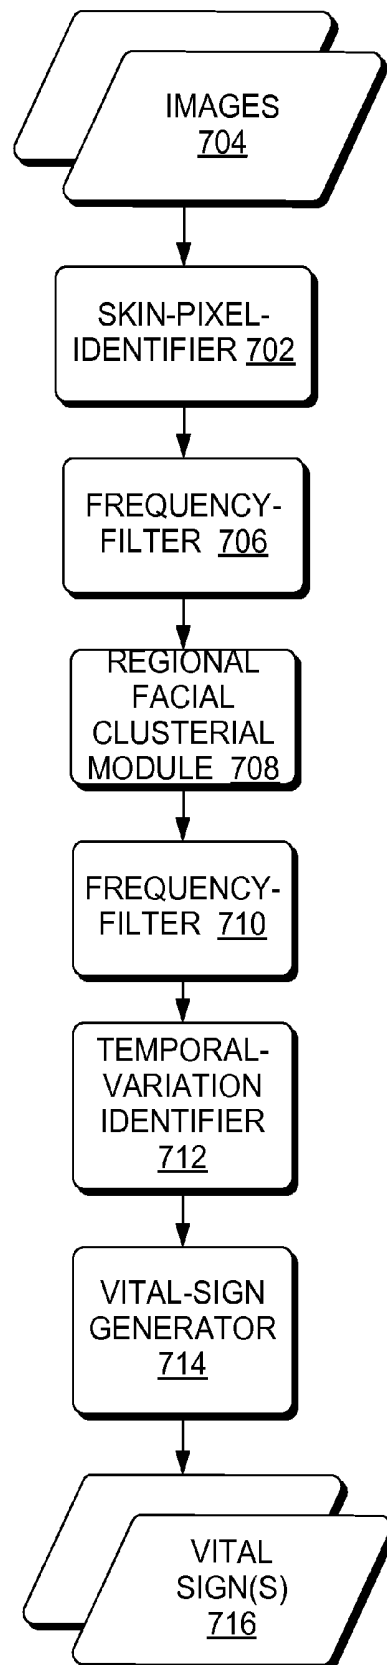 IMAGES
704
SKIN-PIXEL-
IDENTIFIER 702
FREQUENCY-
FILTER 706
REGIONAL
FACIAL
CLUSTERIAL
MODULE 708
FREQUENCY-
FILTER 710
TEMPORAL-
VARIATION
IDENTIFIER
712
VITAL-SIGN
GENERATOR
714
VITAL
SIGN(S)
716